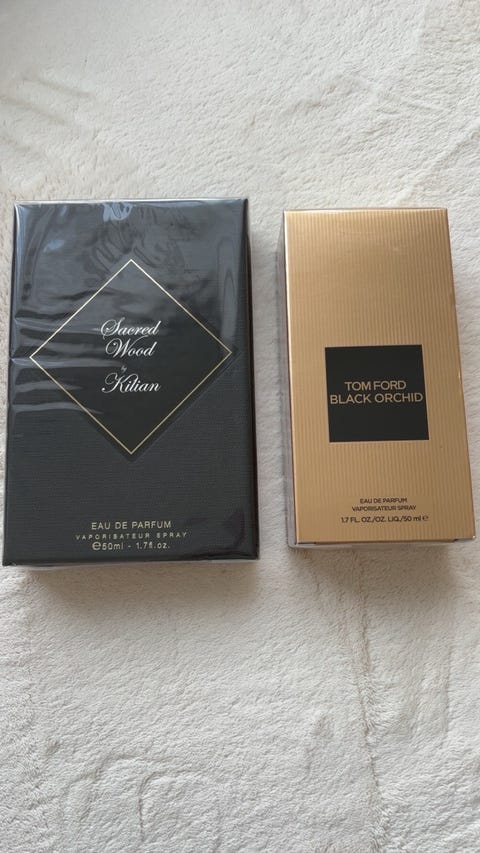 Sacred
Wood
by
Kilian
EAU DE PARFUM
VAPORISATEUR SPRAY
℮50ml - 1.7fl.oz.
TOM FORD
BLACK ORCHID
EAU DE PARFUM
VAPORISATEUR SPRAY
1.7 FL. OZ./OZ. LIQ./50 ml ℮